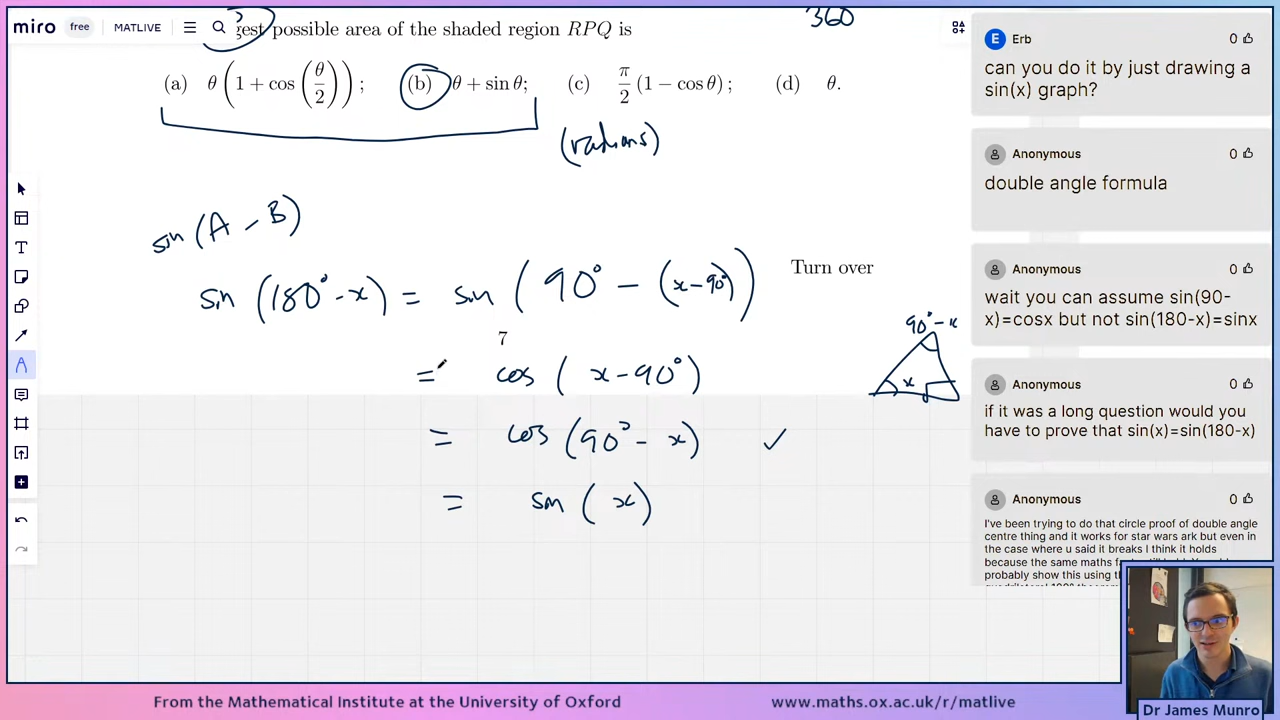 miro free MATLIVE
gest possible area of the shaded region RPQ is
360
(a) θ(1 + cos(θ/2)); (b) θ + sin θ; (c) π/2 (1 − cos θ); (d) θ.
(radians)
sin (A − B)
sin (180° − x) = sin (90° − (x − 90°))
Turn over
7
= cos (x − 90°)
= cos (90° − x) ✓
= sin (x)
90° − x
x
E Erb 0
can you do it by just drawing a
sin(x) graph?
Anonymous 0
double angle formula
Anonymous 0
wait you can assume sin(90-
x)=cosx but not sin(180-x)=sinx
Anonymous 0
if it was a long question would you
have to prove that sin(x)=sin(180-x)
Anonymous 0
I've been trying to do that circle proof of double angle
centre thing and it works for star wars ark but even in
the case where u said it breaks I think it holds
because the same maths
probably show this using
From the Mathematical Institute at the University of Oxford
www.maths.ox.ac.uk/r/matlive
Dr James Munro